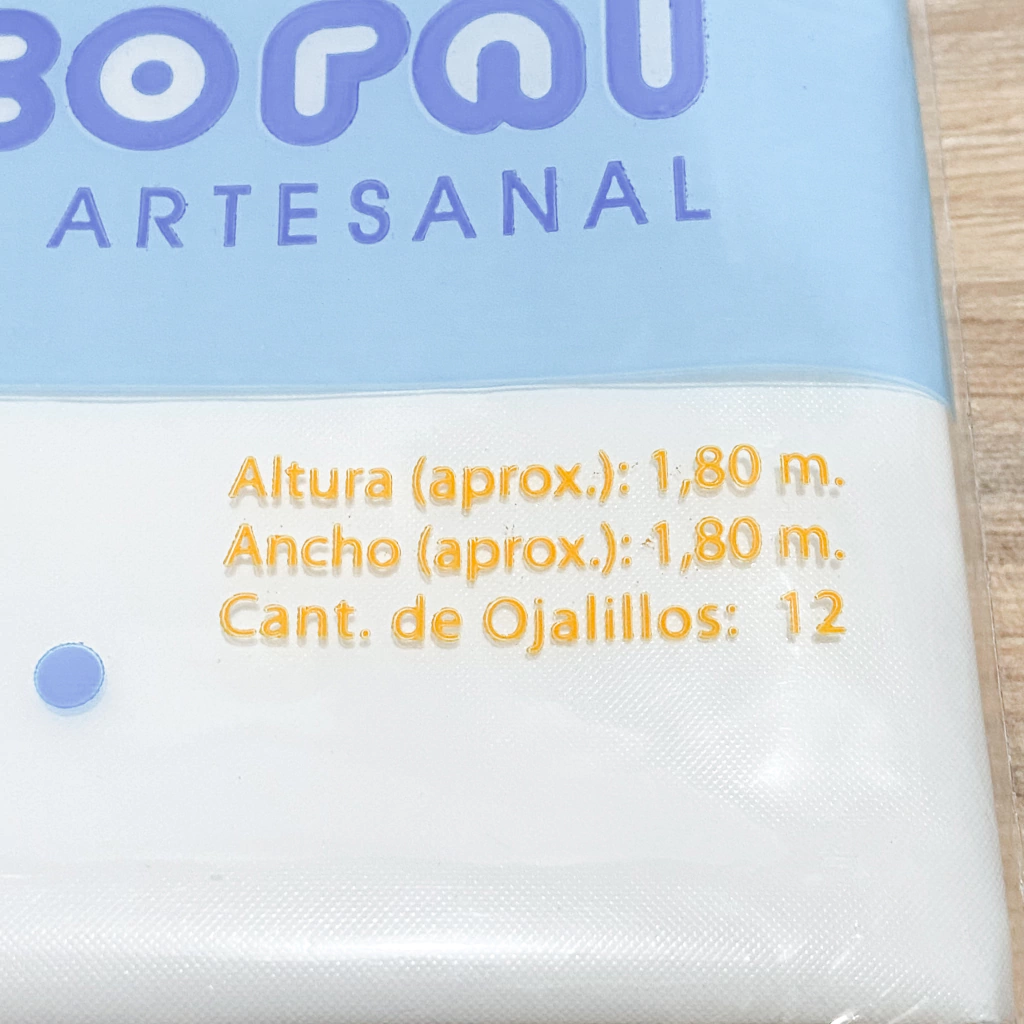 ARTESANAL
Altura (aprox.): 1,80 m.
Ancho (aprox.): 1,80 m.
Cant. de Ojalillos: 12